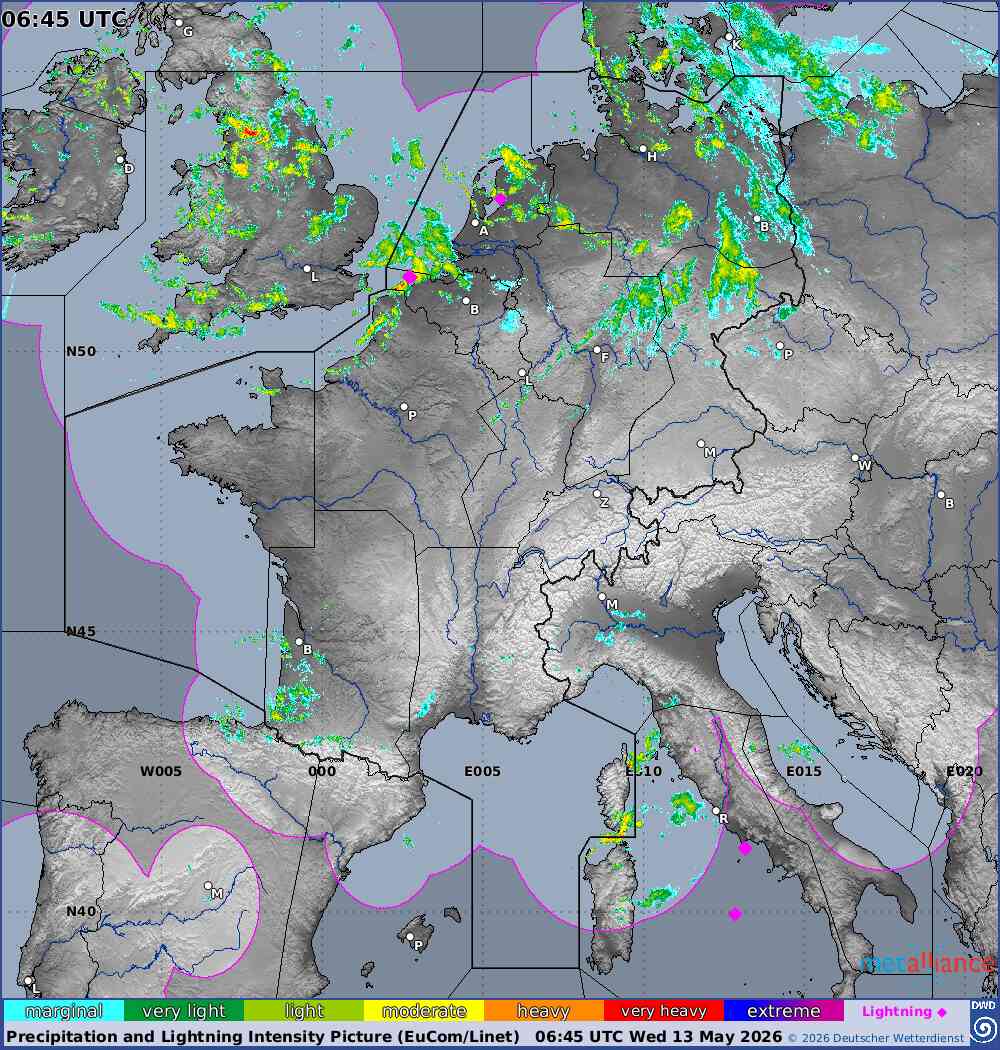 06:45 UTC
G
K
N55
D
H
A
B
L
B
N50
F
P
L
P
M
W
Z
B
M
N45
B
W005
000
E005
E010
E015
E020
R
M
N40
P
L
metalliance
marginal very light light moderate heavy very heavy extreme Lightning
DWD
Precipitation and Lightning Intensity Picture (EuCom/Linet) 06:45 UTC Wed 13 May 2026 © 2026 Deutscher Wetterdienst